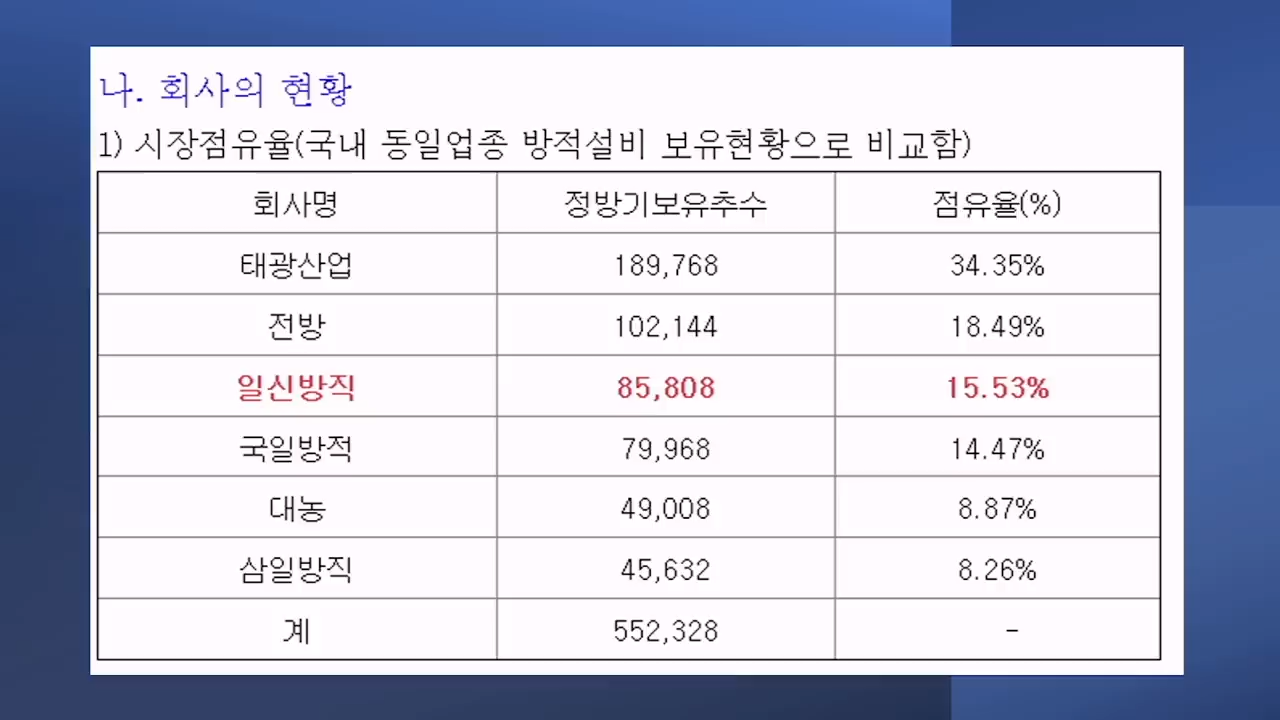 나. 회사의 현황
1) 시장점유율(국내 동일업종 방적설비 보유현황으로 비교함)
회사명 정방기보유추수 점유율(%)
태광산업 189,768 34.35%
전방 102,144 18.49%
일신방직 85,808 15.53%
국일방적 79,968 14.47%
대농 49,008 8.87%
삼일방직 45,632 8.26%
계 552,328 -